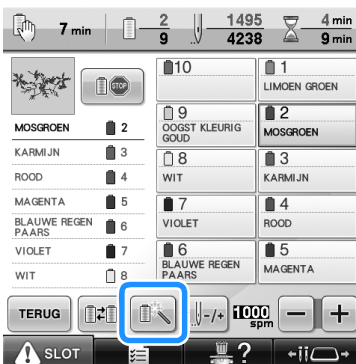 7 min
2
9
1495
4238
4 min
9 min
STOP
MOSGROEN 2
KARMIJN 3
ROOD 4
MAGENTA 5
BLAUWE REGEN
PAARS 6
VIOLET 7
WIT 8
10
1
LIMOEN GROEN
9
OOGST KLEURIG
GOUD
2
MOSGROEN
8
WIT
3
KARMIJN
7
VIOLET
4
ROOD
6
BLAUWE REGEN
PAARS
5
MAGENTA
TERUG
-/+
1000
spm
- +
SLOT
?